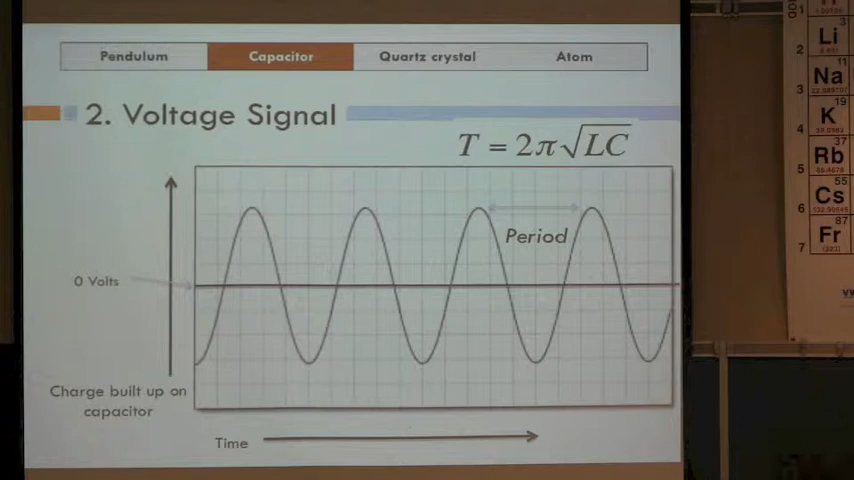 Pendulum
Capacitor
Quartz crystal
Atom
2. Voltage Signal
T = 2π√LC
Period
0 Volts
Charge built up on
capacitor
Time
2
Li
3
3
Na
11
4
K
19
5
Rb
37
6
Cs
55
7
Fr
87